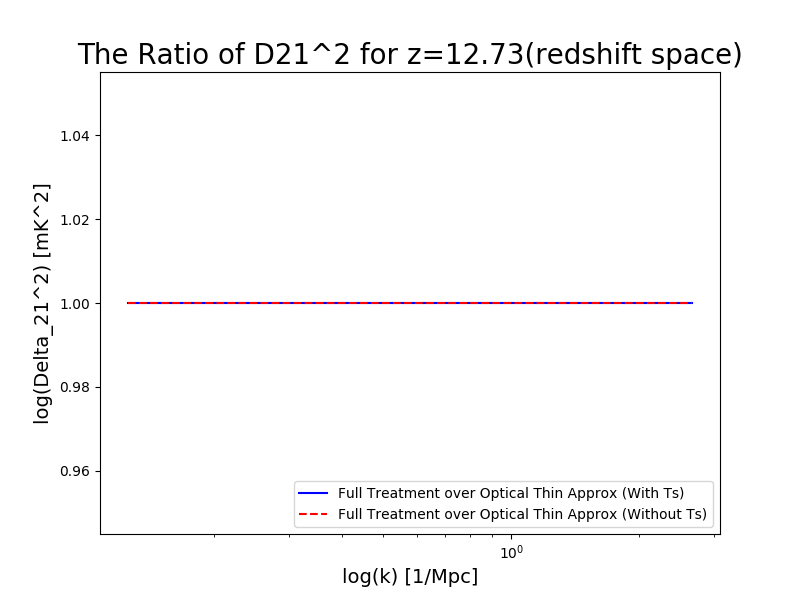 The Ratio of D21^2 for z=12.73(redshift space)
log(Delta_21^2) [mK^2]
1.04
1.02
1.00
0.98
0.96
Full Treatment over Optical Thin Approx (With Ts)
Full Treatment over Optical Thin Approx (Without Ts)
10^0
log(k) [1/Mpc]